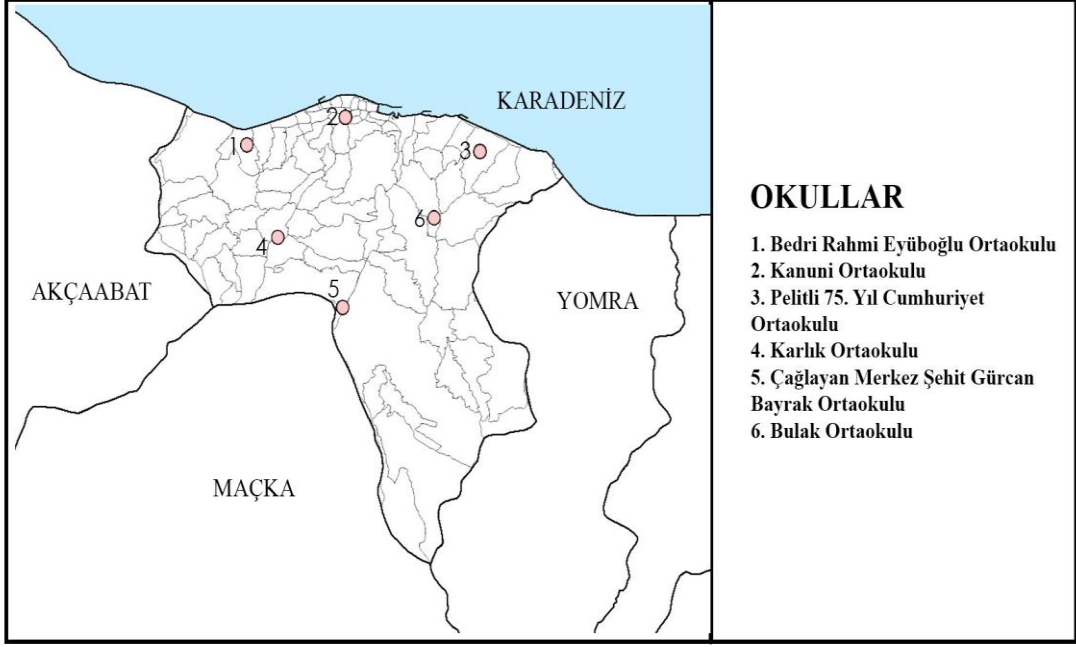 KARADENİZ
2
1
3
6
4
5
AKÇAABAT
YOMRA
MAÇKA
OKULLAR
1. Bedri Rahmi Eyüboğlu Ortaokulu
2. Kanuni Ortaokulu
3. Pelitli 75. Yıl Cumhuriyet
Ortaokulu
4. Karlık Ortaokulu
5. Çağlayan Merkez Şehit Gürcan
Bayrak Ortaokulu
6. Bulak Ortaokulu